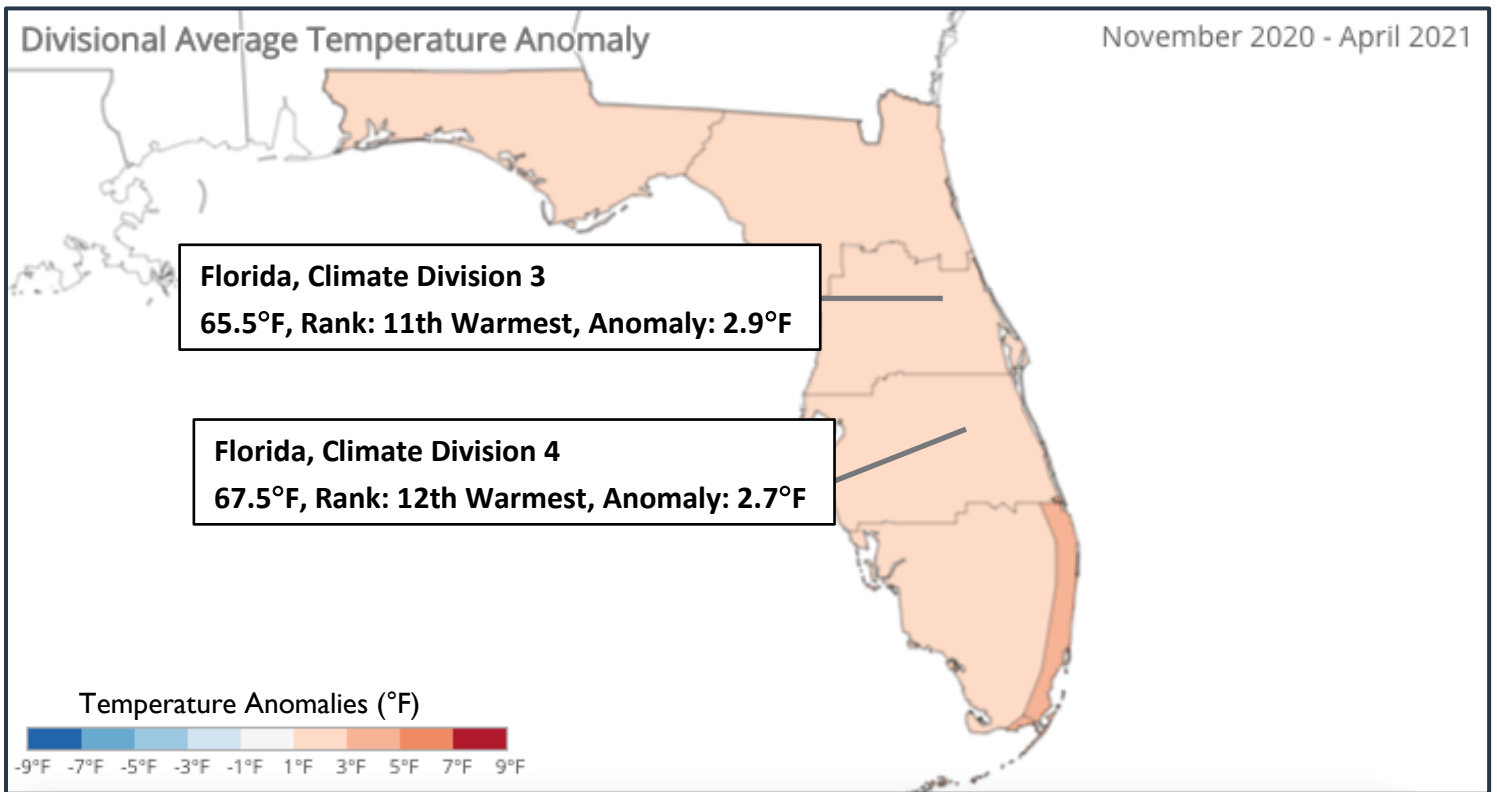 Divisional Average Temperature Anomaly
November 2020 - April 2021
Florida, Climate Division 3
65.5°F, Rank: 11th Warmest, Anomaly: 2.9°F
Florida, Climate Division 4
67.5°F, Rank: 12th Warmest, Anomaly: 2.7°F
Temperature Anomalies (°F)
-9°F -7°F -5°F -3°F -1°F 1°F 3°F 5°F 7°F 9°F